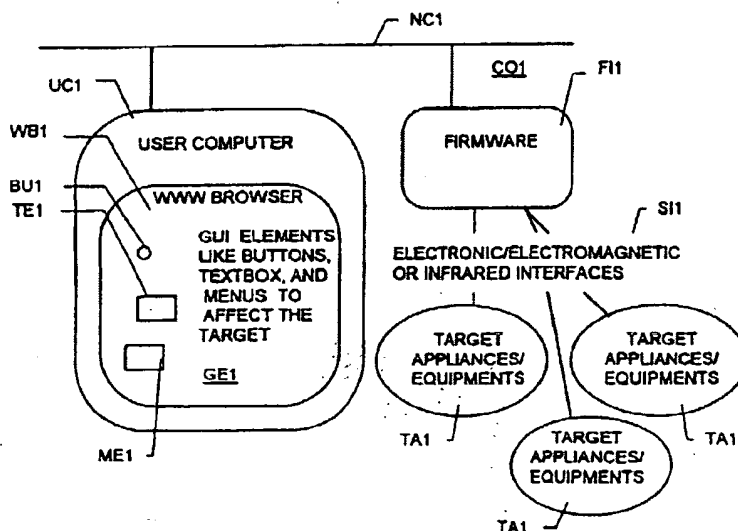 NC1
CO1
FI1
UC1
WB1
USER COMPUTER
FIRMWARE
BU1
TE1
WWW BROWSER
SI1
GUI ELEMENTS
LIKE BUTTONS,
TEXTBOX, AND
MENUS TO
AFFECT THE
TARGET
ELECTRONIC/ELECTROMAGNETIC
OR INFRARED INTERFACES
GE1
TARGET
APPLIANCES/
EQUIPMENTS
TARGET
APPLIANCES/
EQUIPMENTS
ME1
TA1
TA1
TARGET
APPLIANCES/
EQUIPMENTS
TA1